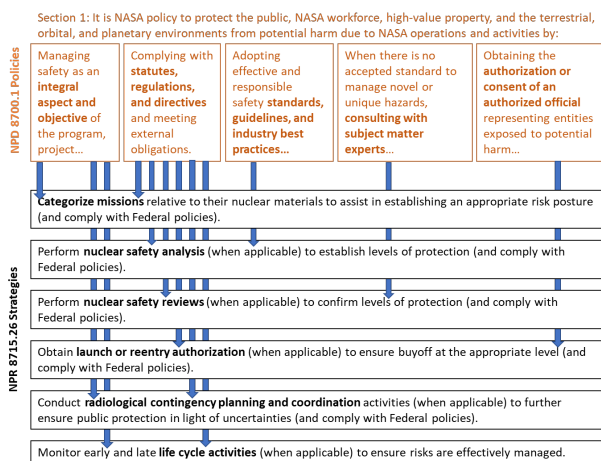 Section 1: It is NASA policy to protect the public, NASA workforce, high-value property, and the terrestrial,
orbital, and planetary environments from potential harm due to NASA operations and activities by:
NPD 8700.1 Policies
Managing
safety as an
integral
aspect and
objective of
the program,
project…
Complying with
statutes,
regulations,
and directives
and meeting
external
obligations.
Adopting
effective and
responsible
safety standards,
guidelines, and
industry best
practices…
When there is no
accepted standard to
manage novel or
unique hazards,
consulting with
subject matter
experts…
Obtaining the
authorization or
consent of an
authorized official
representing entities
exposed to potential
harm…
NPR 8715.26 Strategies
Categorize missions relative to their nuclear materials to assist in establishing an appropriate risk posture
(and comply with Federal policies).
Perform nuclear safety analysis (when applicable) to establish levels of protection (and comply with
Federal policies).
Perform nuclear safety reviews (when applicable) to confirm levels of protection (and comply with
Federal policies).
Obtain launch or reentry authorization (when applicable) to ensure buyoff at the appropriate level (and
comply with Federal policies).
Conduct radiological contingency planning and coordination activities (when applicable) to further
ensure public protection in light of uncertainties (and comply with Federal policies).
Monitor early and late life cycle activities (when applicable) to ensure risks are effectively managed.